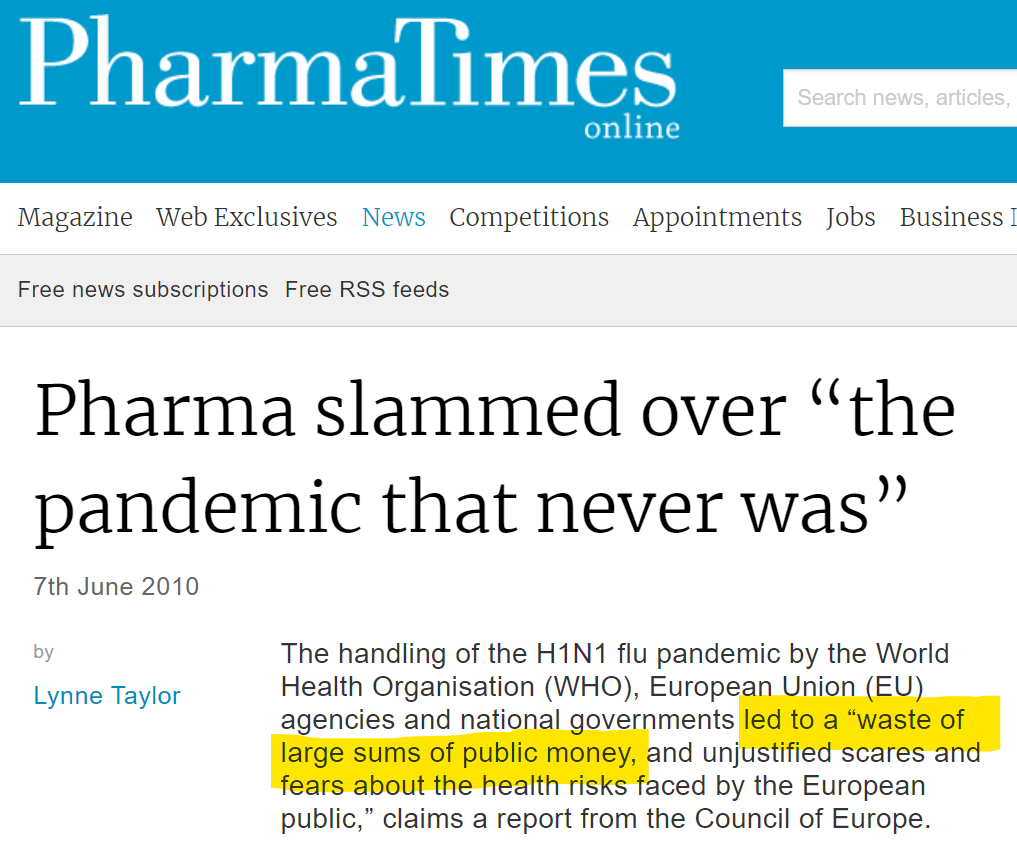 PharmaTimes
online
Search news, articles,
Magazine Web Exclusives News Competitions Appointments Jobs Business
Free news subscriptions Free RSS feeds
Pharma slammed over “the
pandemic that never was”
7th June 2010
by
Lynne Taylor
The handling of the H1N1 flu pandemic by the World
Health Organisation (WHO), European Union (EU)
agencies and national governments led to a “waste of
large sums of public money, and unjustified scares and
fears about the health risks faced by the European
public,” claims a report from the Council of Europe.